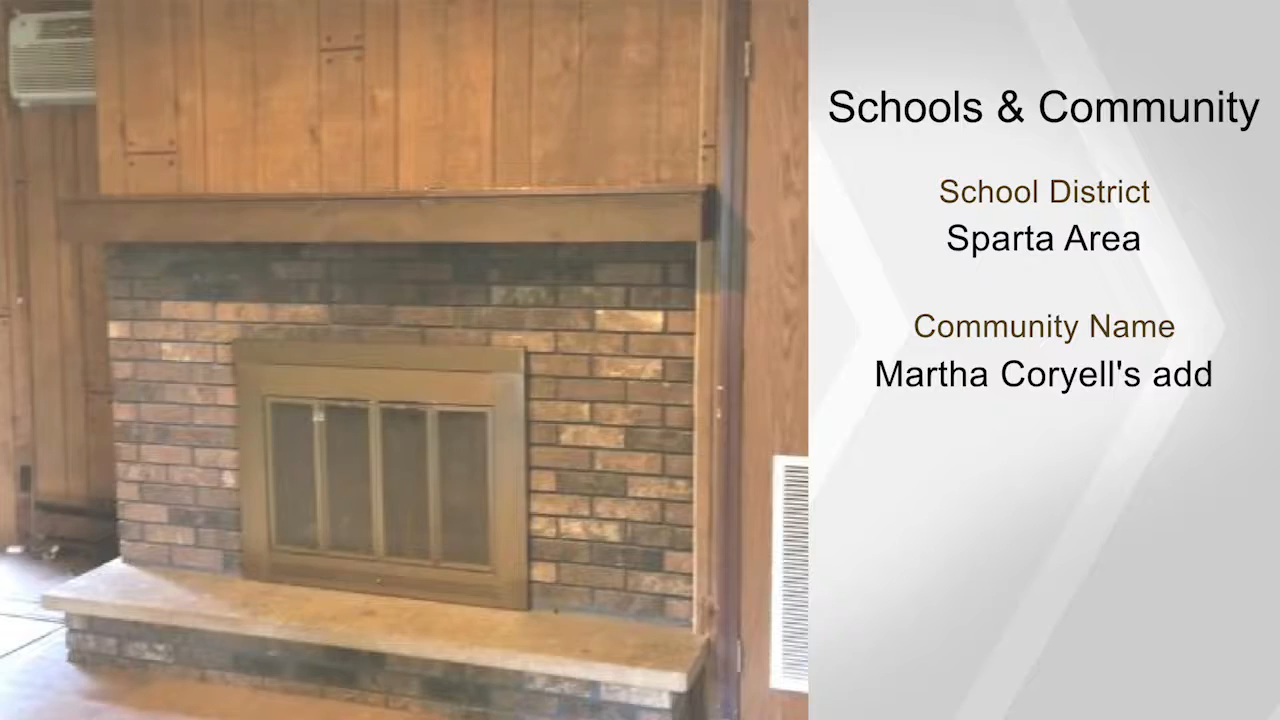 Schools & Community
School District
Sparta Area
Community Name
Martha Coryell's add